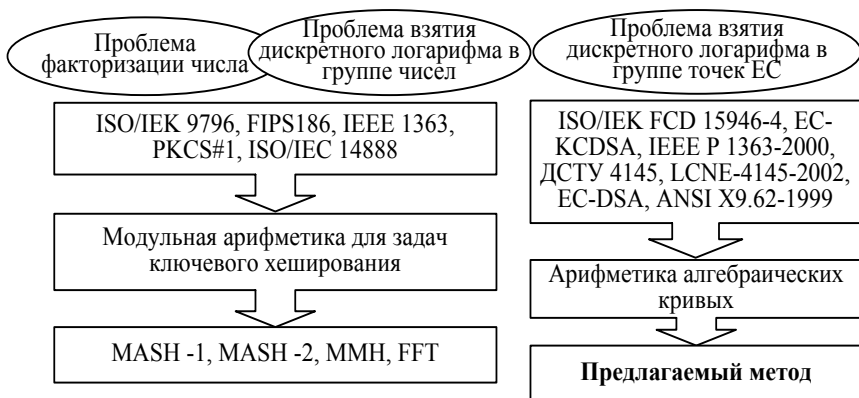 Проблема
факторизации числа
Проблема взятия
дискретного логарифма в
группе чисел
Проблема взятия
дискретного логарифма в
группе точек ЕС
ISO/IEK 9796, FIPS186, IEEE 1363,
PKCS#1, ISO/IEC 14888
Модульная арифметика для задач
ключевого хеширования
MASH -1, MASH -2, MMH, FFT
ISO/IEK FCD 15946-4, EC-
KCDSA, IEEE P 1363-2000,
ДСТУ 4145, LCNE-4145-2002,
EC-DSA, ANSI X9.62-1999
Арифметика алгебраических
кривых
Предлагаемый метод